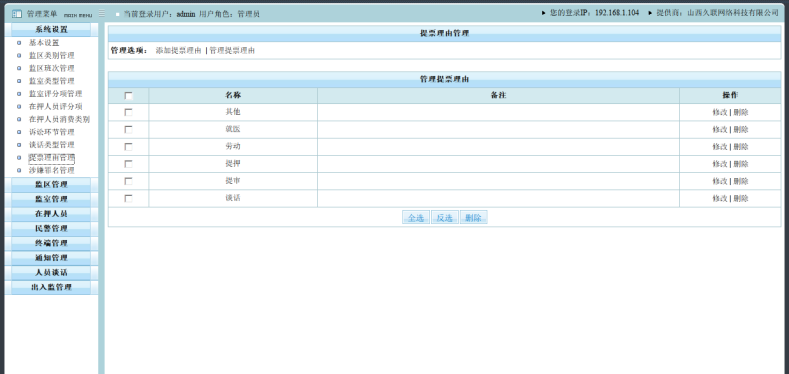 管理菜单 MAIN MENU 当前登录用户：admin 用户角色：管理员 您的登录IP：192.168.1.104 提供商：山西久联网络科技有限公司
系统设置
基本设置
监区类别管理
监区班次管理
监室类型管理
监室评分项管理
在押人员评分项
在押人员消费类别
诉讼环节管理
谈话类型管理
提票理由管理
涉嫌罪名管理
监区管理
监室管理
在押人员
民警管理
终端管理
通知管理
人员谈话
出入监管理
提票理由管理
管理选项： 添加提票理由 | 管理提票理由
管理提票理由
名称 备注 操作
其他 修改 | 删除
就医 修改 | 删除
劳动 修改 | 删除
提押 修改 | 删除
提审 修改 | 删除
谈话 修改 | 删除
全选 反选 删除